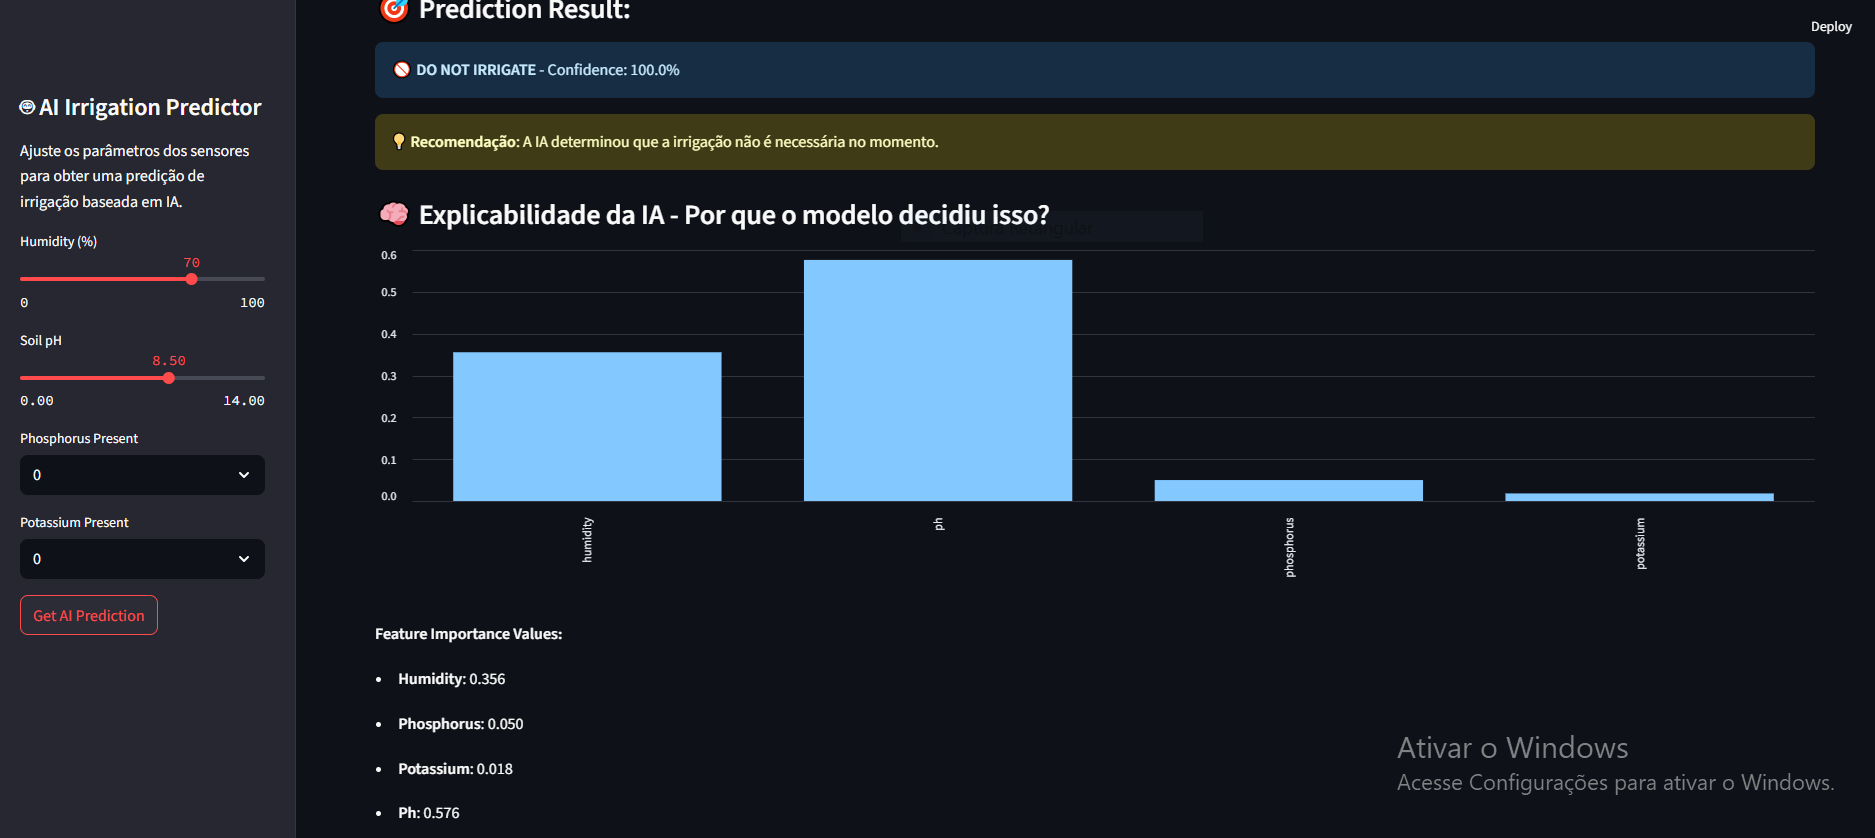 AI Irrigation Predictor
Ajuste os parâmetros dos sensores
para obter uma predição de
irrigação baseada em IA.
Humidity (%)
70
0 100
Soil pH
8.50
0.00 14.00
Phosphorus Present
0
Potassium Present
0
Get AI Prediction
Deploy
Prediction Result:
DO NOT IRRIGATE - Confidence: 100.0%
Recomendação: A IA determinou que a irrigação não é necessária no momento.
Explicabilidade da IA - Por que o modelo decidiu isso?
0.6
0.5
0.4
0.3
0.2
0.1
0.0
humidity
ph
phosphorus
potassium
Feature Importance Values:
• Humidity: 0.356
• Phosphorus: 0.050
• Potassium: 0.018
• Ph: 0.576
Ativar o Windows
Acesse Configurações para ativar o Windows.